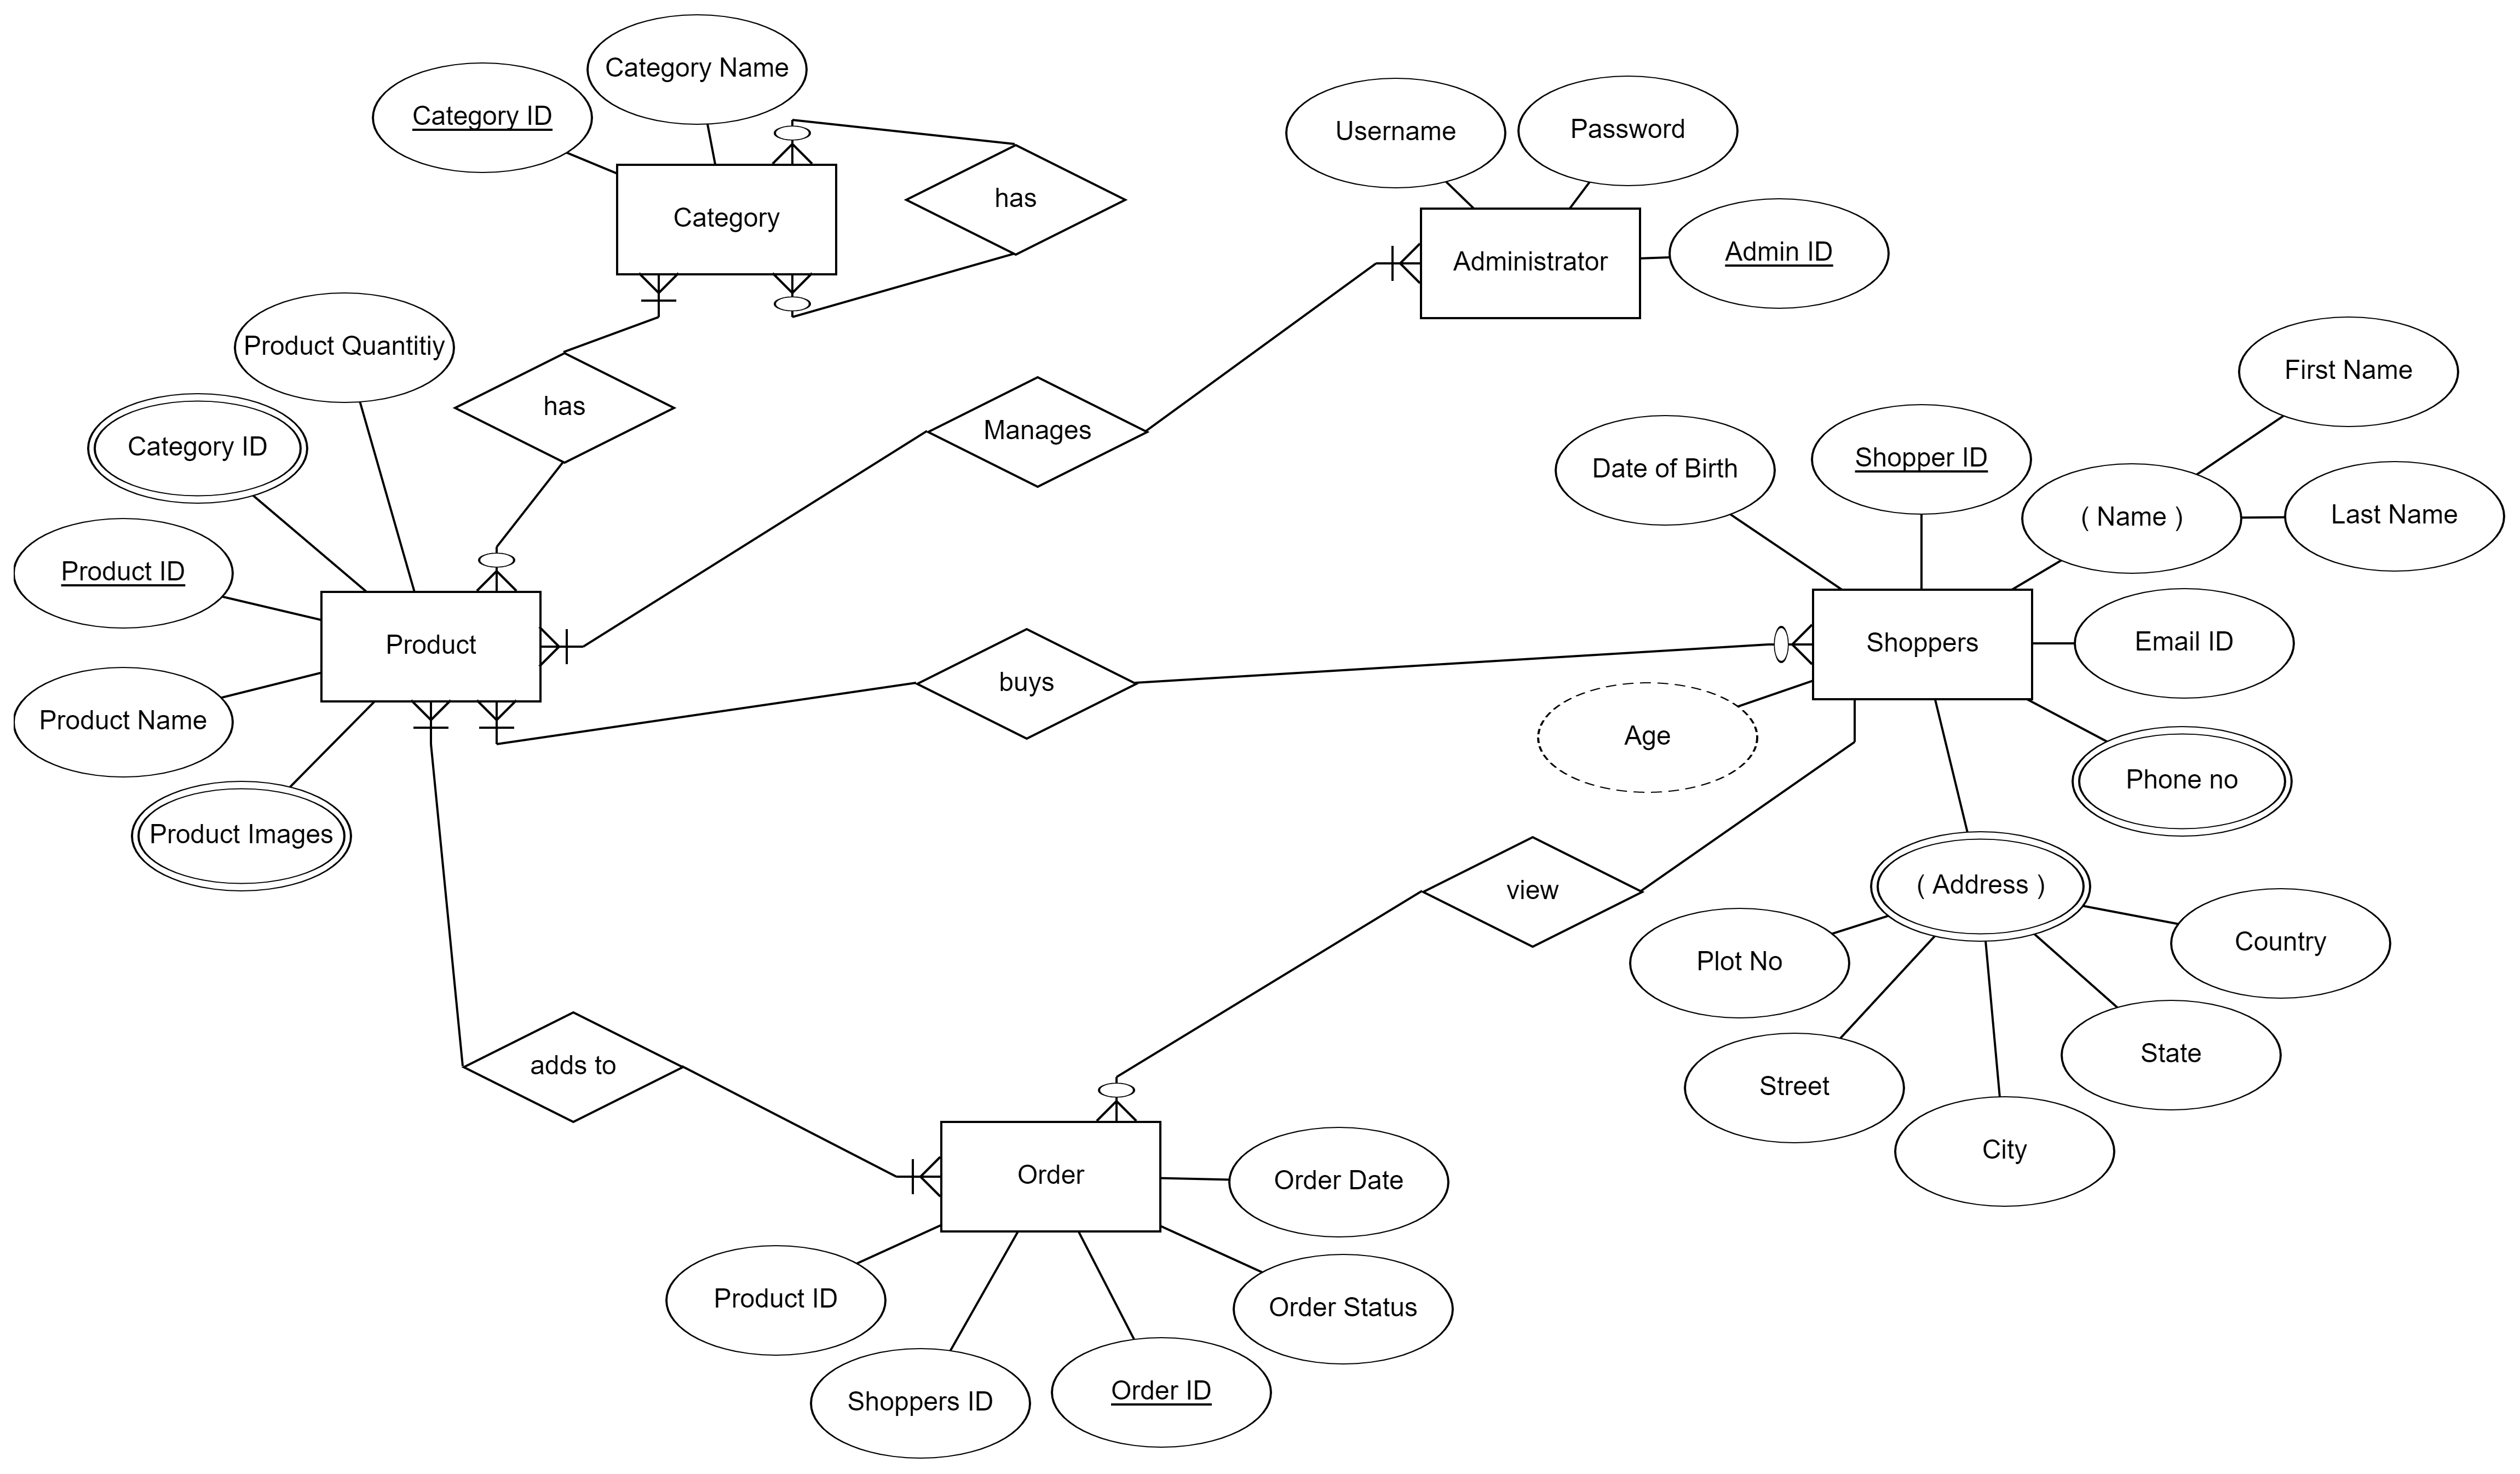 Category Name
Category ID
Username
Password
has
Category
Administrator
Admin ID
Product Quantitiy
First Name
has
Manages
Category ID
Date of Birth
Shopper ID
( Name )
Last Name
Product ID
Product
buys
Shoppers
Email ID
Product Name
Age
Phone no
Product Images
view
( Address )
Plot No
Country
adds to
Street
State
City
Order
Order Date
Product ID
Order Status
Shoppers ID
Order ID